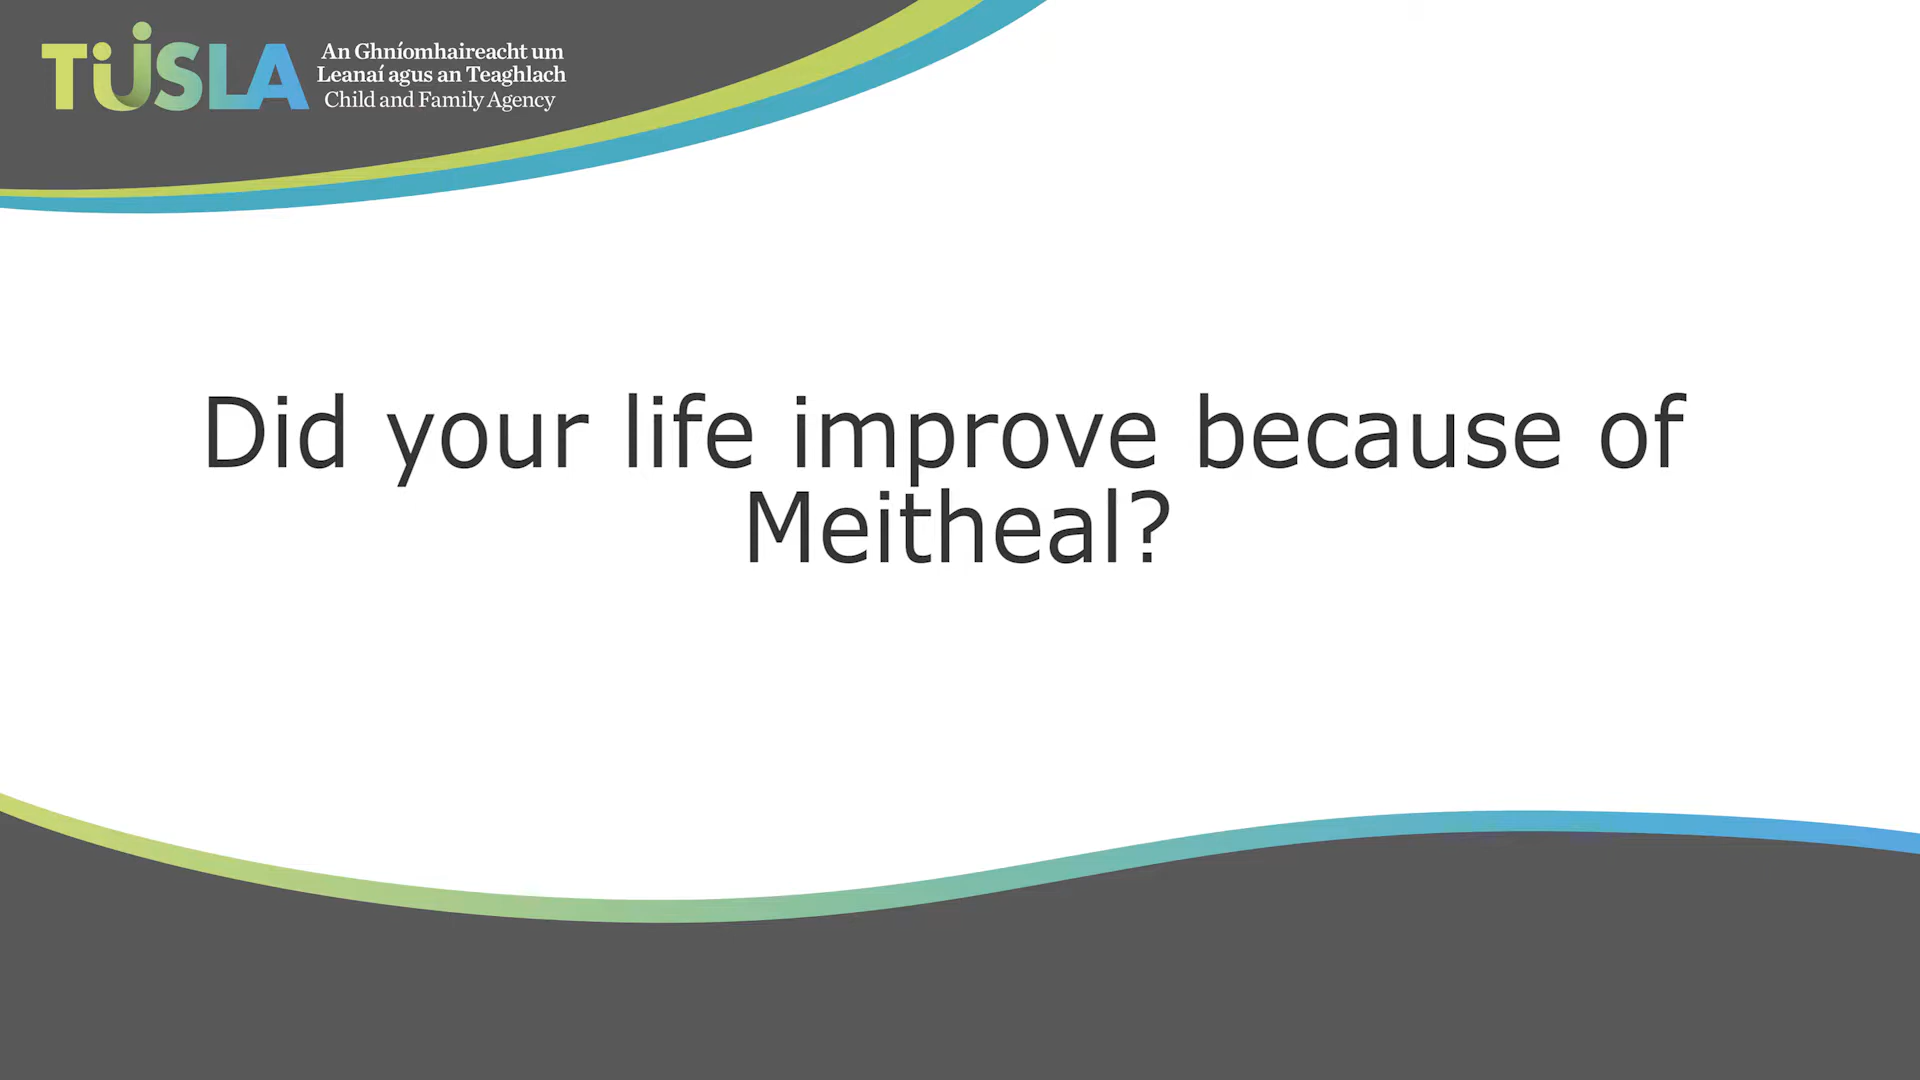 TUSLA
An Ghníomhaireacht um
Leanaí agus an Teaghlach
Child and Family Agency
Did your life improve because of
Meitheal?